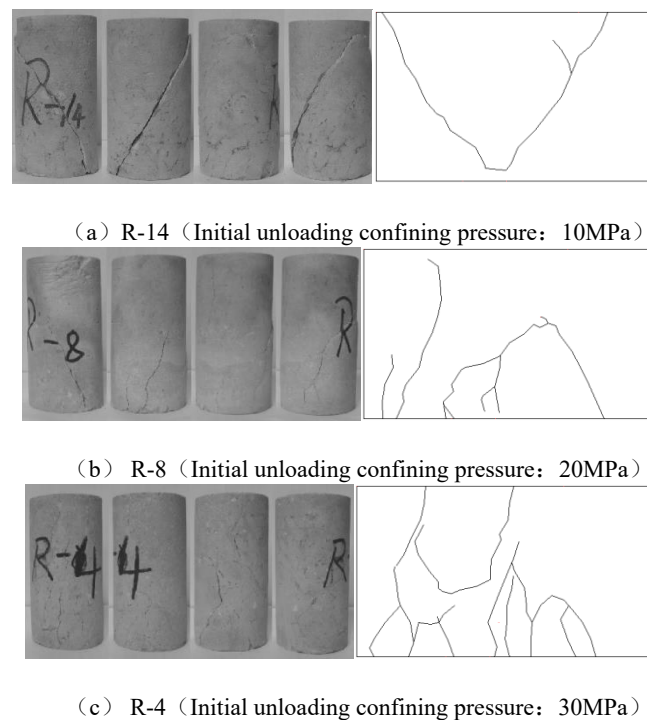 R-14
R
(a) R-14（Initial unloading confining pressure：10MPa）
R
-8
R
(b) R-8（Initial unloading confining pressure：20MPa）
R-4 4
R
(c) R-4（Initial unloading confining pressure：30MPa）